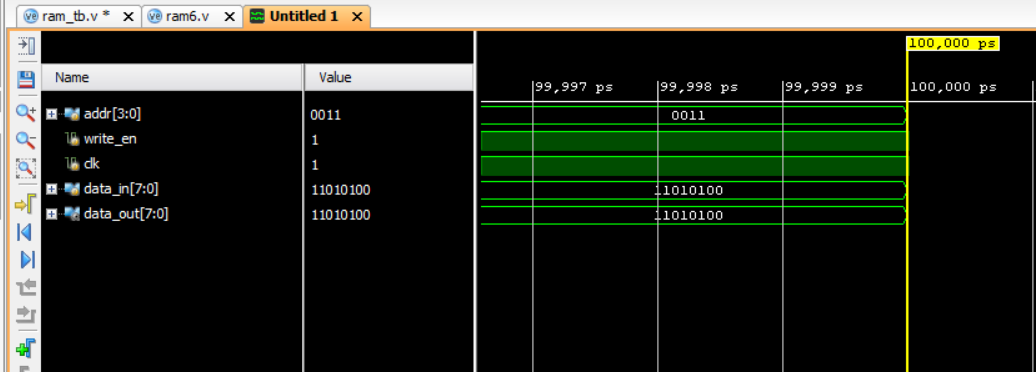 ram_tb.v * X ram6.v X Untitled 1 X
100,000 ps
Name Value
99,997 ps 99,998 ps 99,999 ps 100,000 ps
addr[3:0] 0011 0011
write_en 1
clk 1
data_in[7:0] 11010100 11010100
data_out[7:0] 11010100 11010100